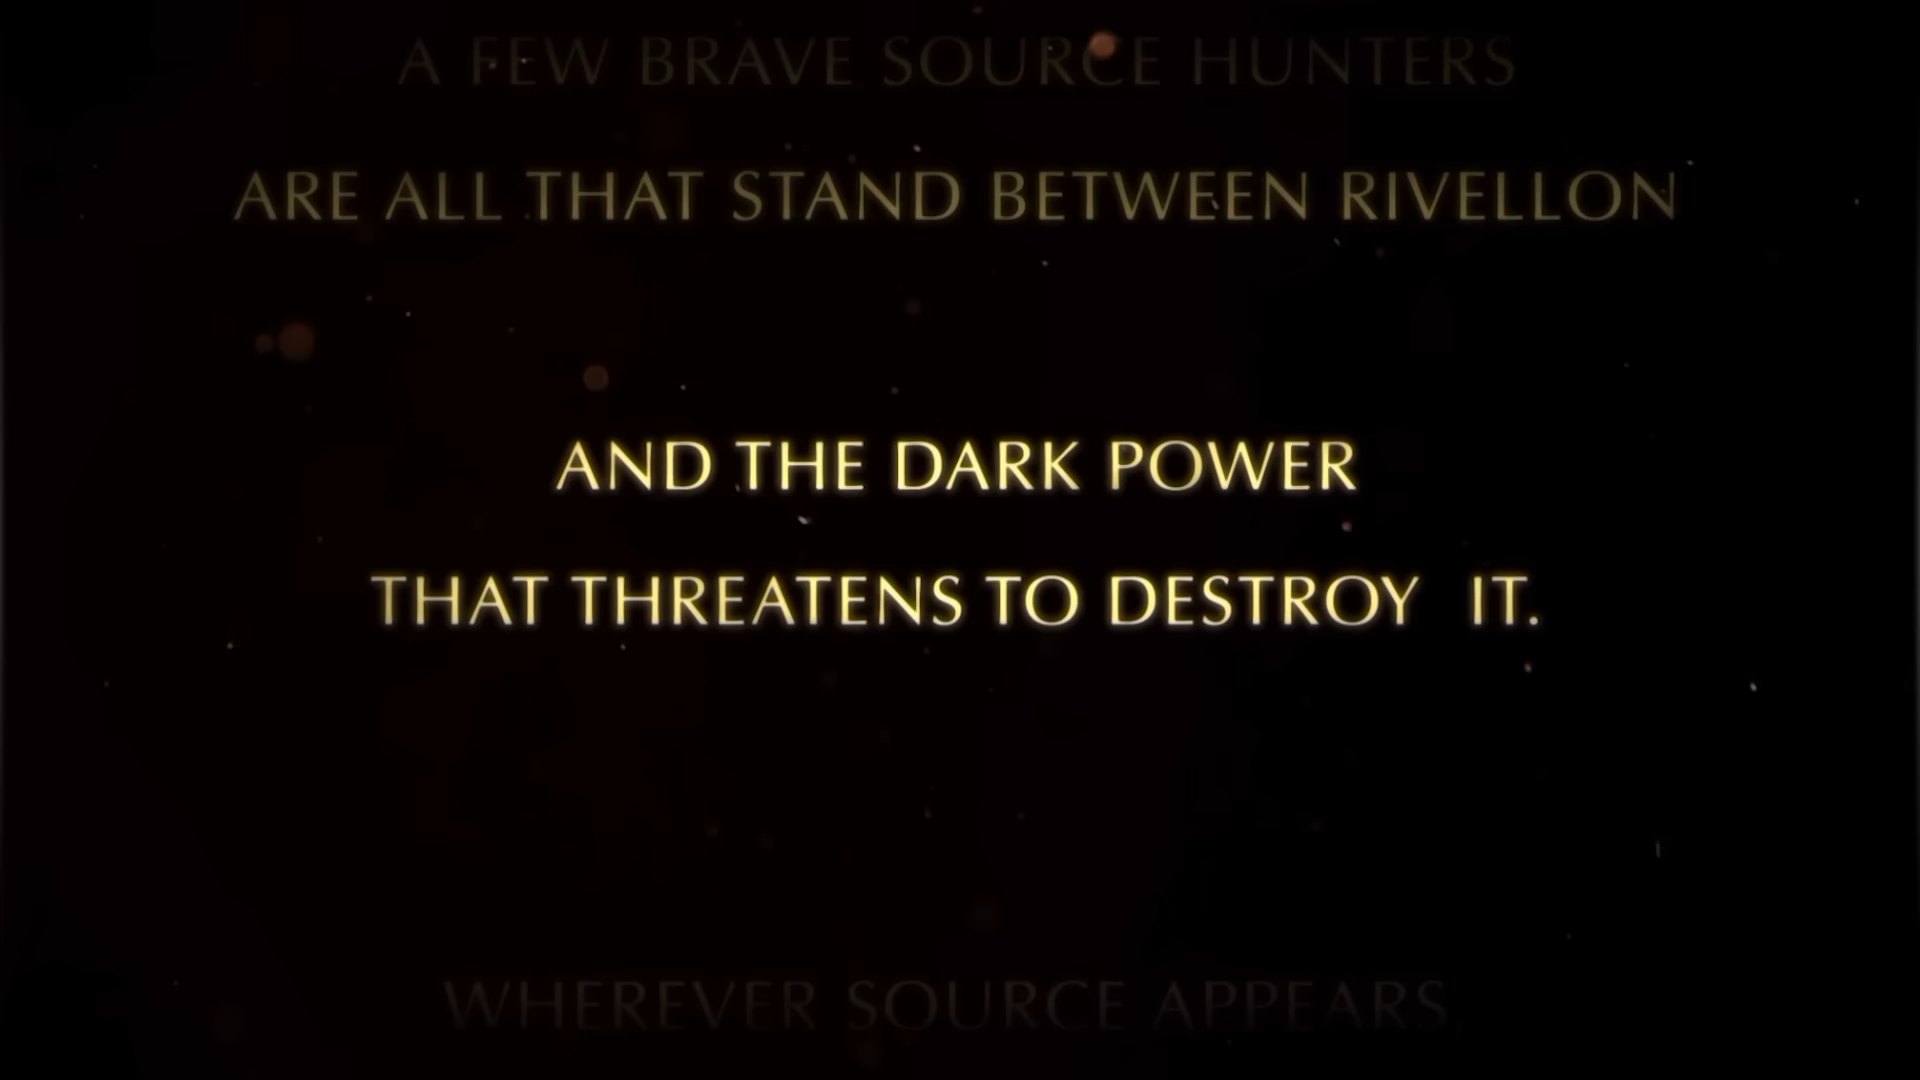 A FEW BRAVE SOURCE HUNTERS
ARE ALL THAT STAND BETWEEN RIVELLON
AND THE DARK POWER
THAT THREATENS TO DESTROY  IT.
WHEREVER SOURCE APPEARS,